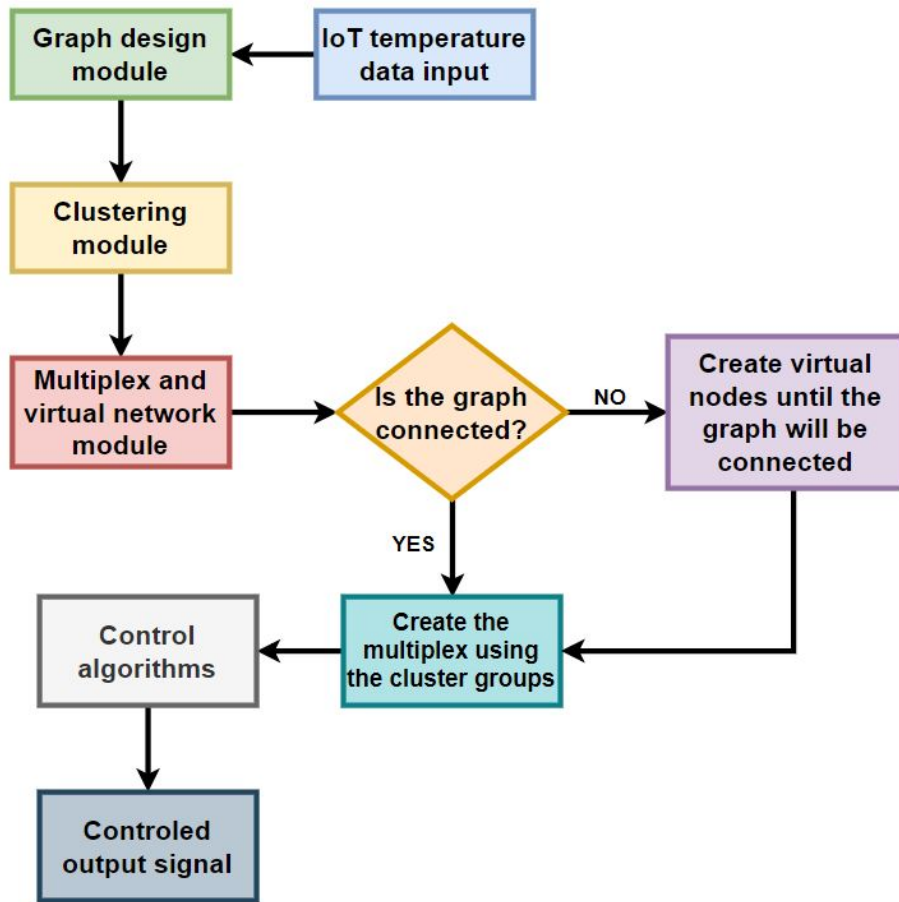 Graph design
module
IoT temperature
data input
Clustering
module
Multiplex and
virtual network
module
Is the graph
connected?
NO
Create virtual
nodes until the
graph will be
connected
YES
Create the
multiplex using
the cluster groups
Control
algorithms
Controled
output signal